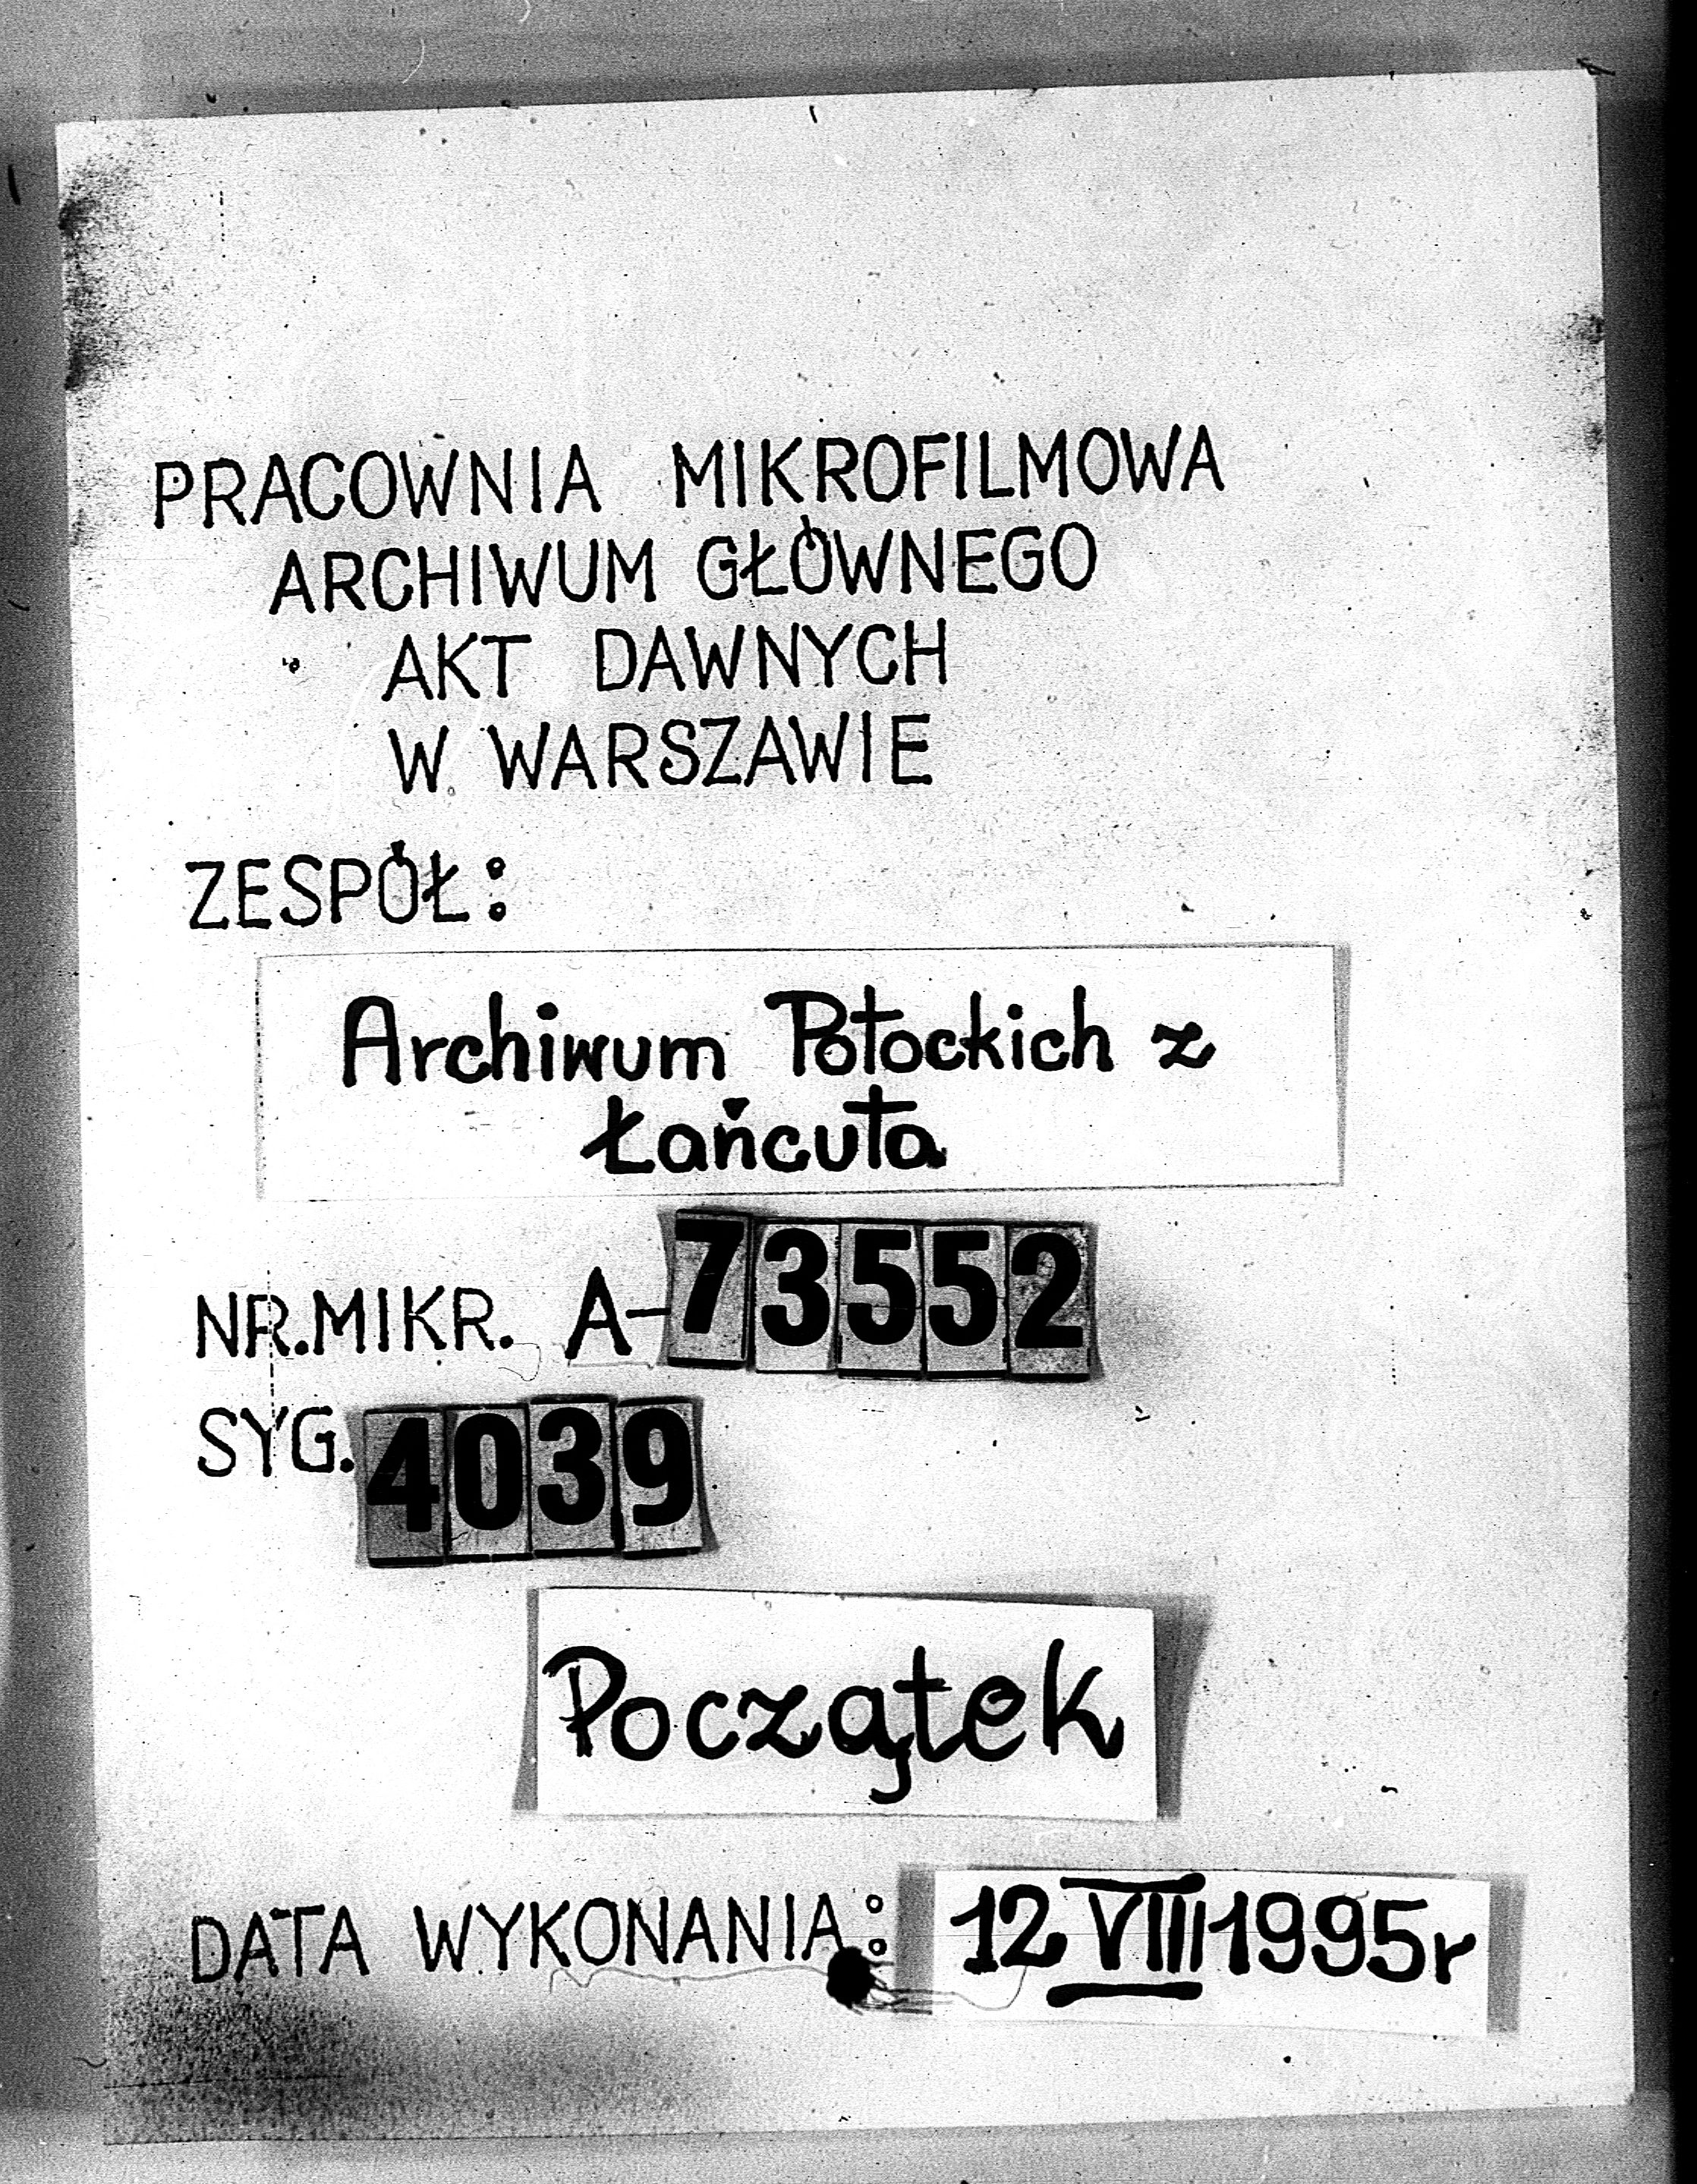 PRACOWNIA MIKROFILMOWA
ARCHIWUM GŁÓWNEGO
AKT DAWNYCH
W WARSZAWIE
ZESPÓŁ:
Archiwum Potockich z
Łańcuta
NR.MIKR. A-73552
SYG. 4039
Początek
DATA WYKONANIA: 12 VIII 1995r